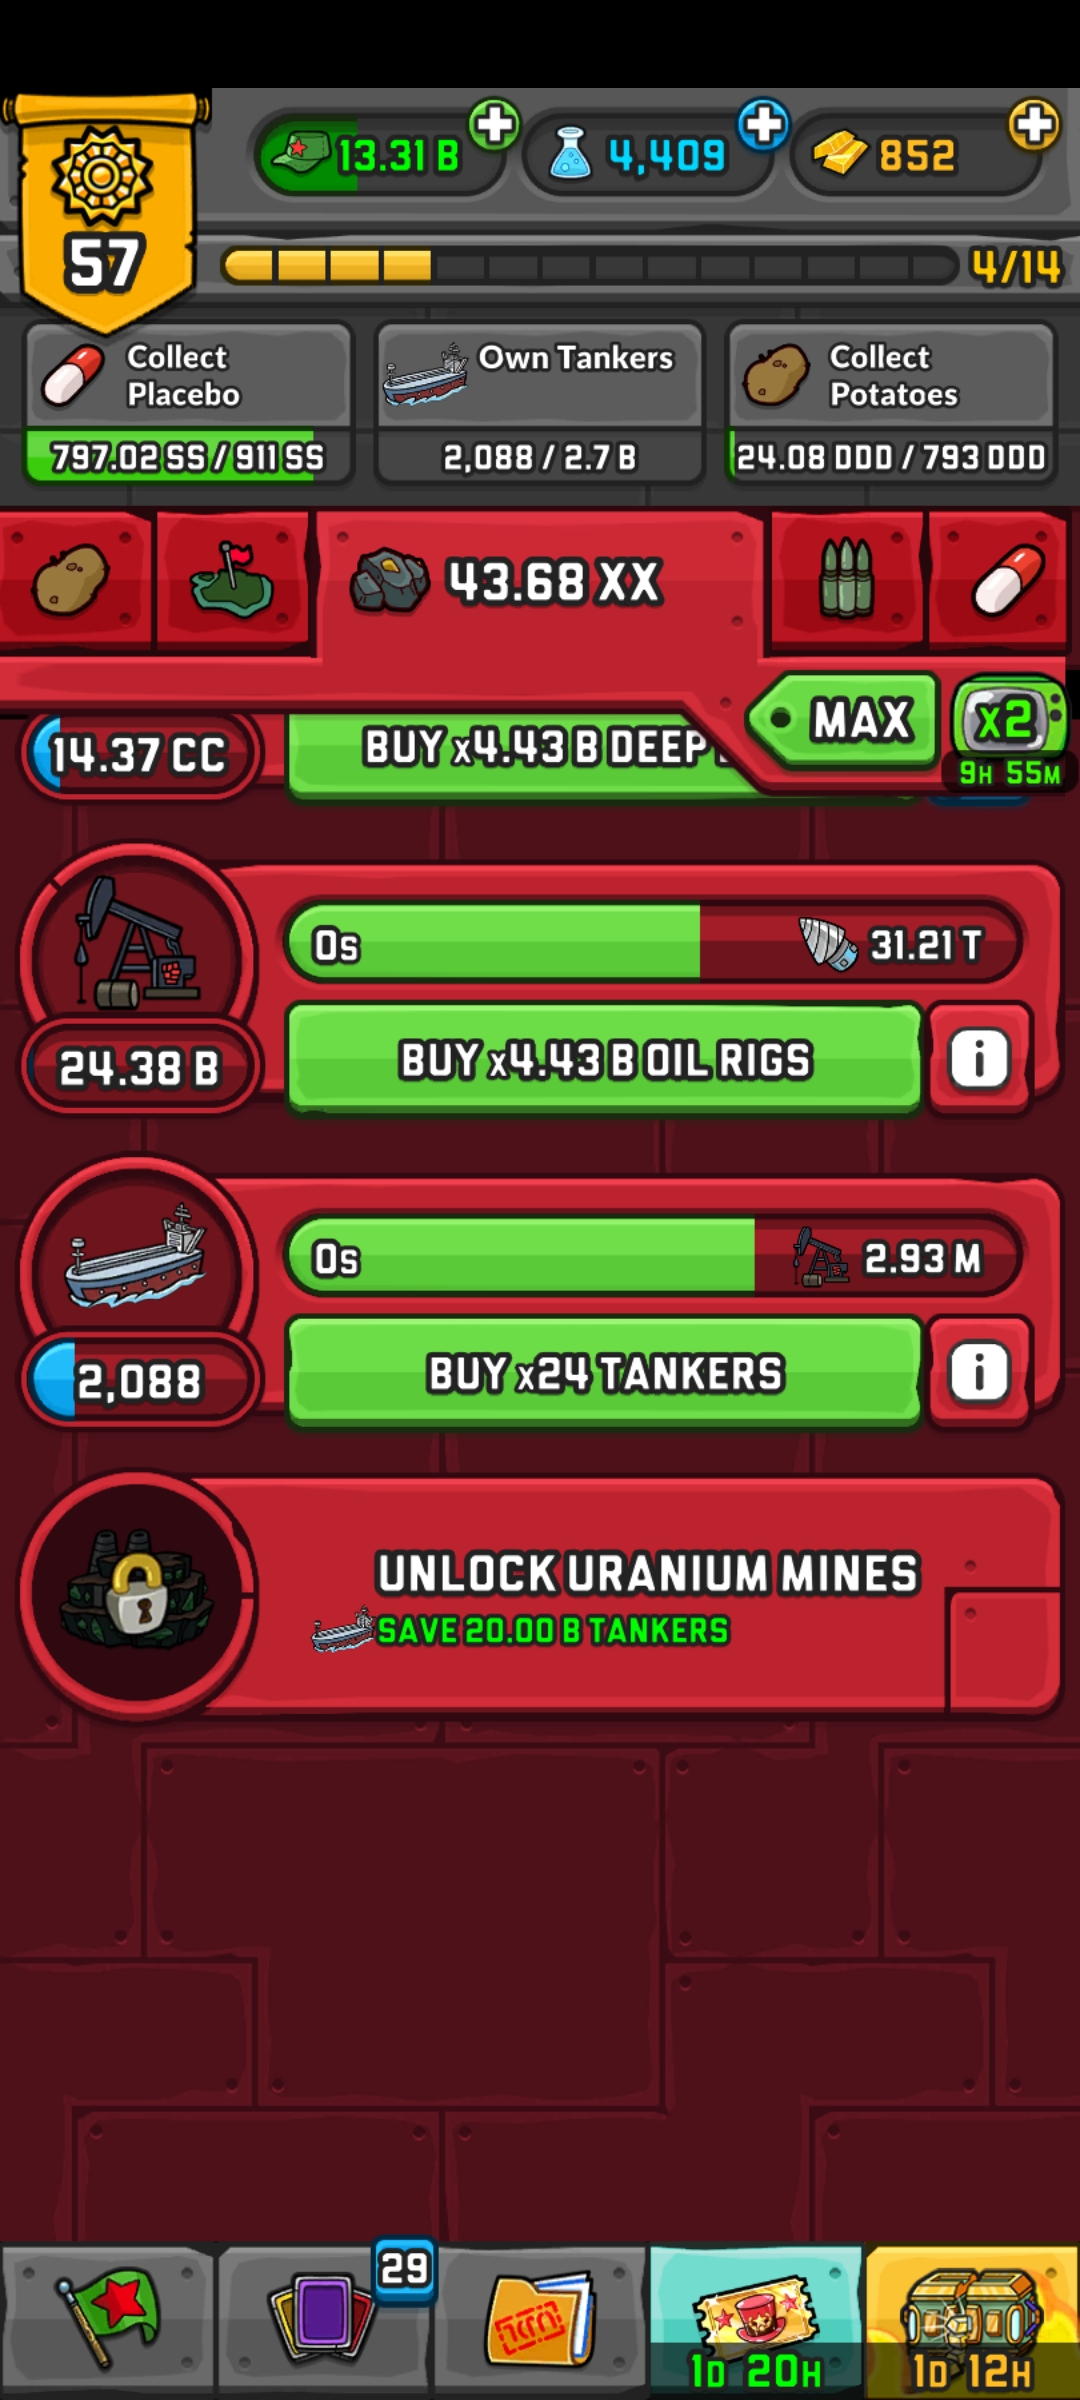 13.31 B
4,409
852
57
4/14
Collect
Placebo
797.02 SS / 911 SS
Own Tankers
2,088 / 2.7 B
Collect
Potatoes
24.08 DDD / 793 DDD
43.68 XX
MAX
x2
9H 55M
14.37 CC
BUY x4.43 B DEEP
0s
31.21 T
24.38 B
BUY x4.43 B OIL RIGS
i
0s
2.93 M
2,088
BUY x24 TANKERS
i
UNLOCK URANIUM MINES
SAVE 20.00 B TANKERS
29
1D 20H
1D 12H